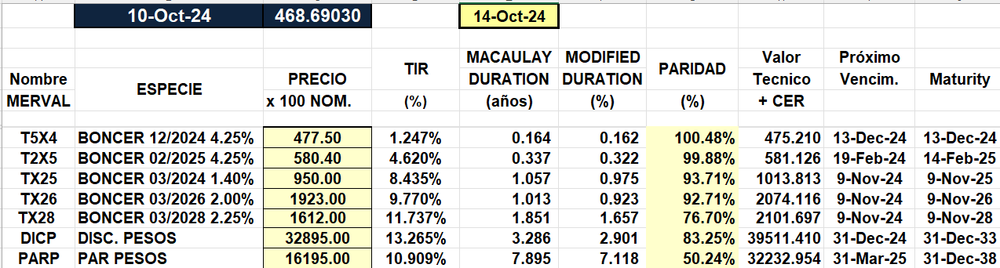 10-Oct-24 468.69030 14-Oct-24
MACAULAY MODIFIED Valor Próximo
TIR PARIDAD
Nombre PRECIO DURATION DURATION Tecnico Vencim. Maturity
ESPECIE
MERVAL x 100 NOM. (%) (años) (%) (%) + CER
T5X4 BONCER 12/2024 4.25% 477.50 1.247% 0.164 0.162 100.48% 475.210 13-Dec-24 13-Dec-24
T2X5 BONCER 02/2025 4.25% 580.40 4.620% 0.337 0.322 99.88% 581.126 19-Feb-24 14-Feb-25
TX25 BONCER 03/2024 1.40% 950.00 8.435% 1.057 0.975 93.71% 1013.813 9-Nov-24 9-Nov-25
TX26 BONCER 03/2026 2.00% 1923.00 9.770% 1.013 0.923 92.71% 2074.116 9-Nov-24 9-Nov-26
TX28 BONCER 03/2028 2.25% 1612.00 11.737% 1.851 1.657 76.70% 2101.697 9-Nov-24 9-Nov-28
DICP DISC. PESOS 32895.00 13.265% 3.286 2.901 83.25% 39511.410 31-Dec-24 31-Dec-33
PARP PAR PESOS 16195.00 10.909% 7.895 7.118 50.24% 32232.954 31-Mar-25 31-Dec-38